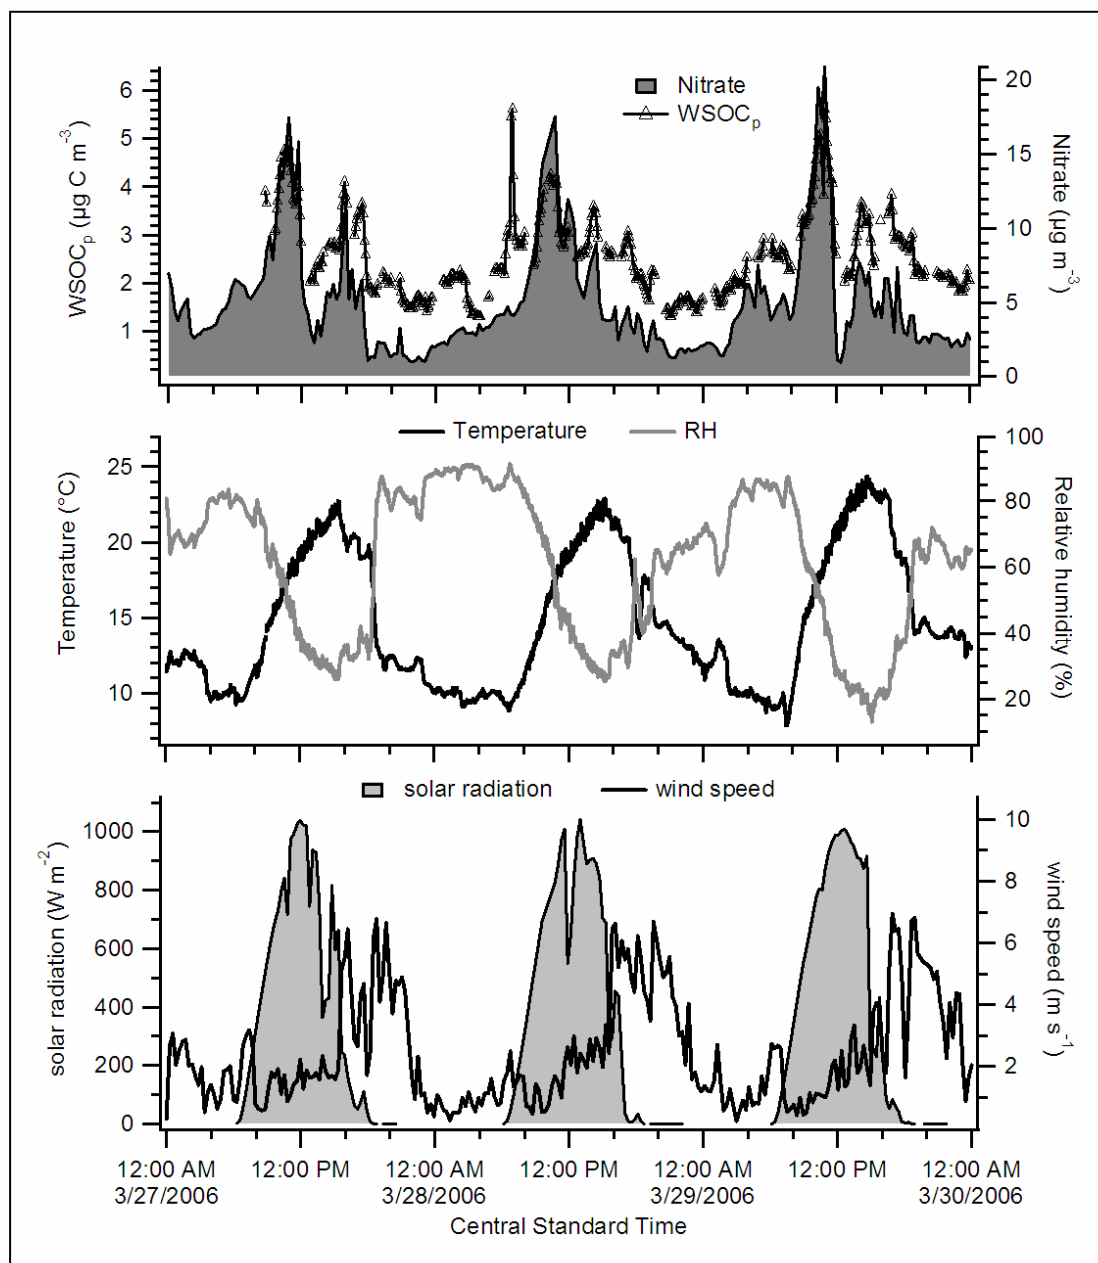 Nitrate
WSOCp
WSOCp (µg C m-3)
6
5
4
3
2
1
Nitrate (µg m-3)
20
15
10
5
0
Temperature
RH
Temperature (°C)
25
20
15
10
Relative humidity (%)
100
80
60
40
20
solar radiation
wind speed
solar radiation (W m-2)
1000
800
600
400
200
0
wind speed (m s-1)
10
8
6
4
2
12:00 AM 12:00 PM 12:00 AM 12:00 PM 12:00 AM 12:00 PM 12:00 AM
3/27/2006 3/28/2006 3/29/2006 3/30/2006
Central Standard Time